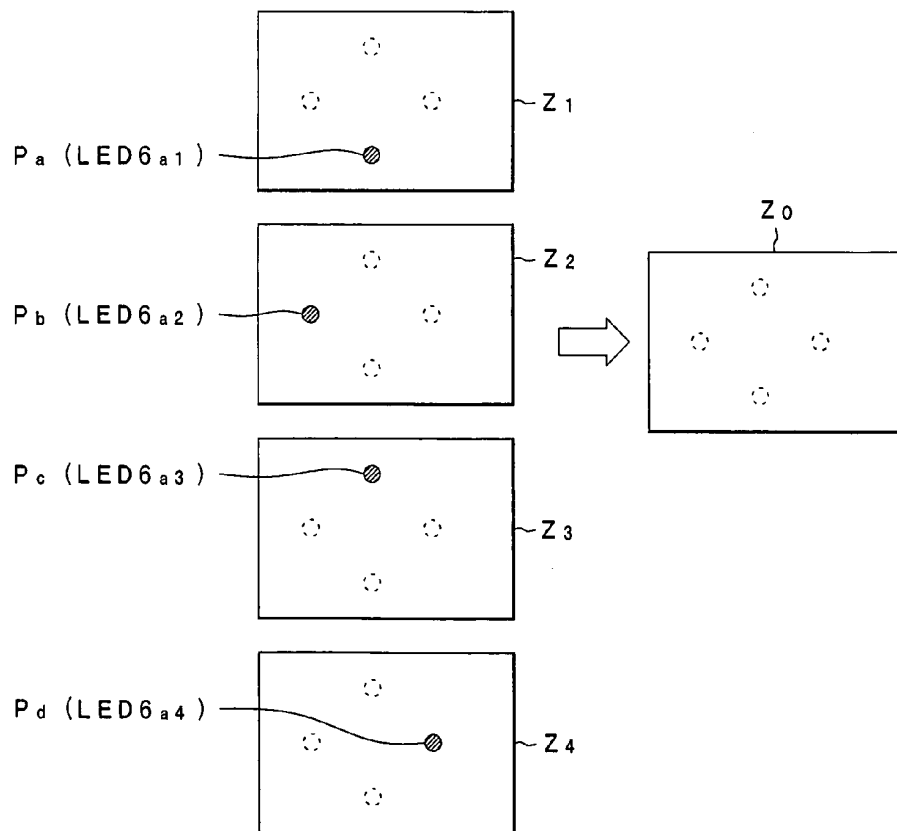 Z1
Pa (LED6a1)
Z0
Z2
Pb (LED6a2)
Pc (LED6a3)
Z3
Pd (LED6a4)
Z4